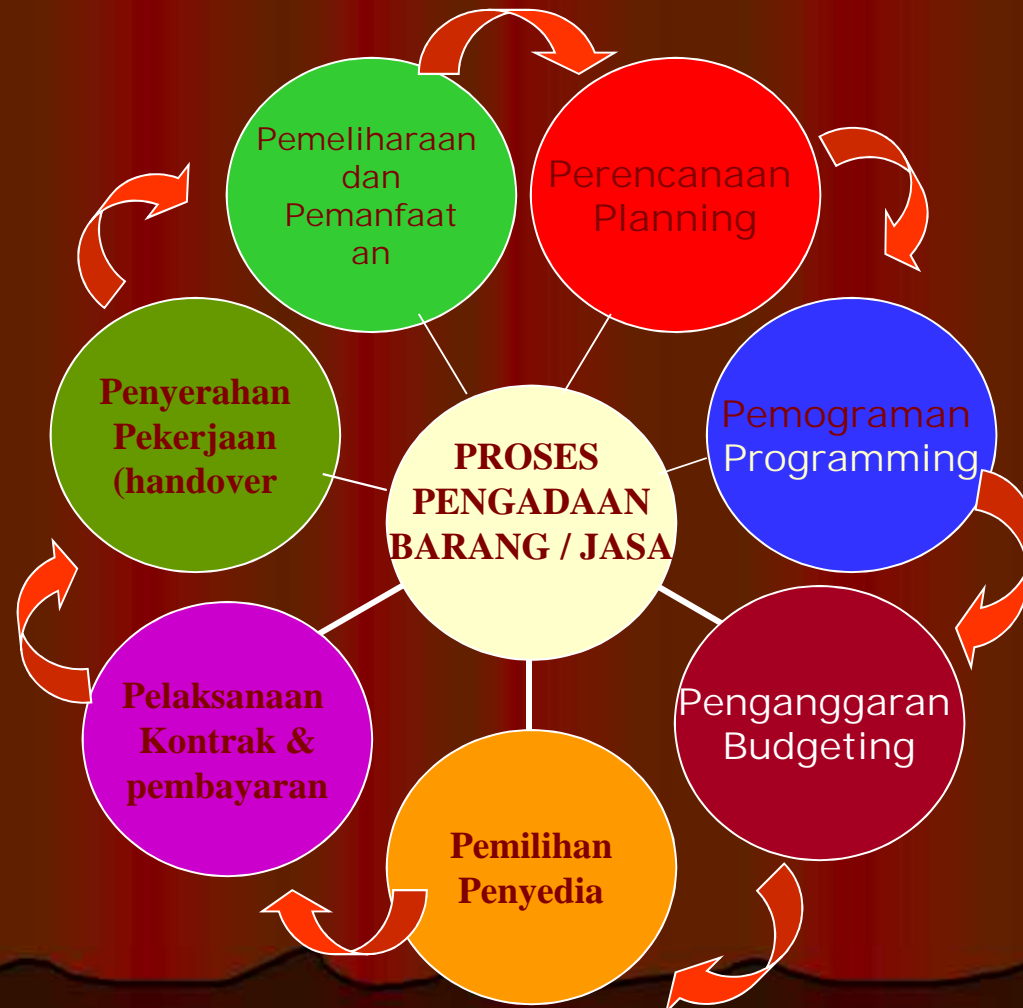 Pemeliharaan
dan
Pemanfaat
an
Perencanaan
Planning
Penyerahan
Pekerjaan
(handover
PROSES
PENGADAAN
BARANG / JASA
Pemograman
Programming
Pelaksanaan
Kontrak &
pembayaran
Penganggaran
Budgeting
Pemilihan
Penyedia